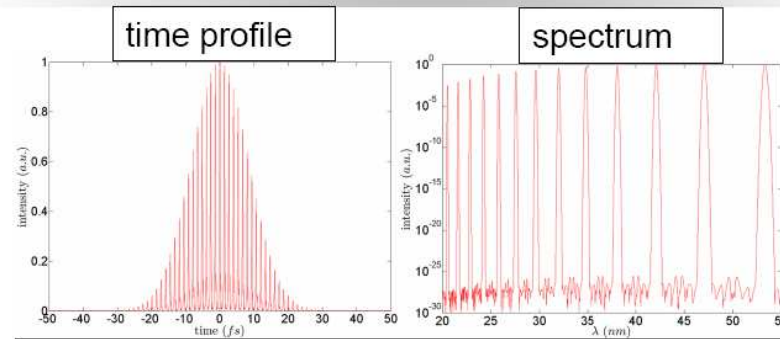 time profile
spectrum
1
0.8
0.6
0.4
0.2
0
intensity (a.u.)
-50 -40 -30 -20 -10 0 10 20 30 40 50
time (fs)
10^0
10^-5
10^-10
10^-15
10^-20
10^-25
10^-30
intensity (a.u.)
20 25 30 35 40 45 50 55
λ (nm)